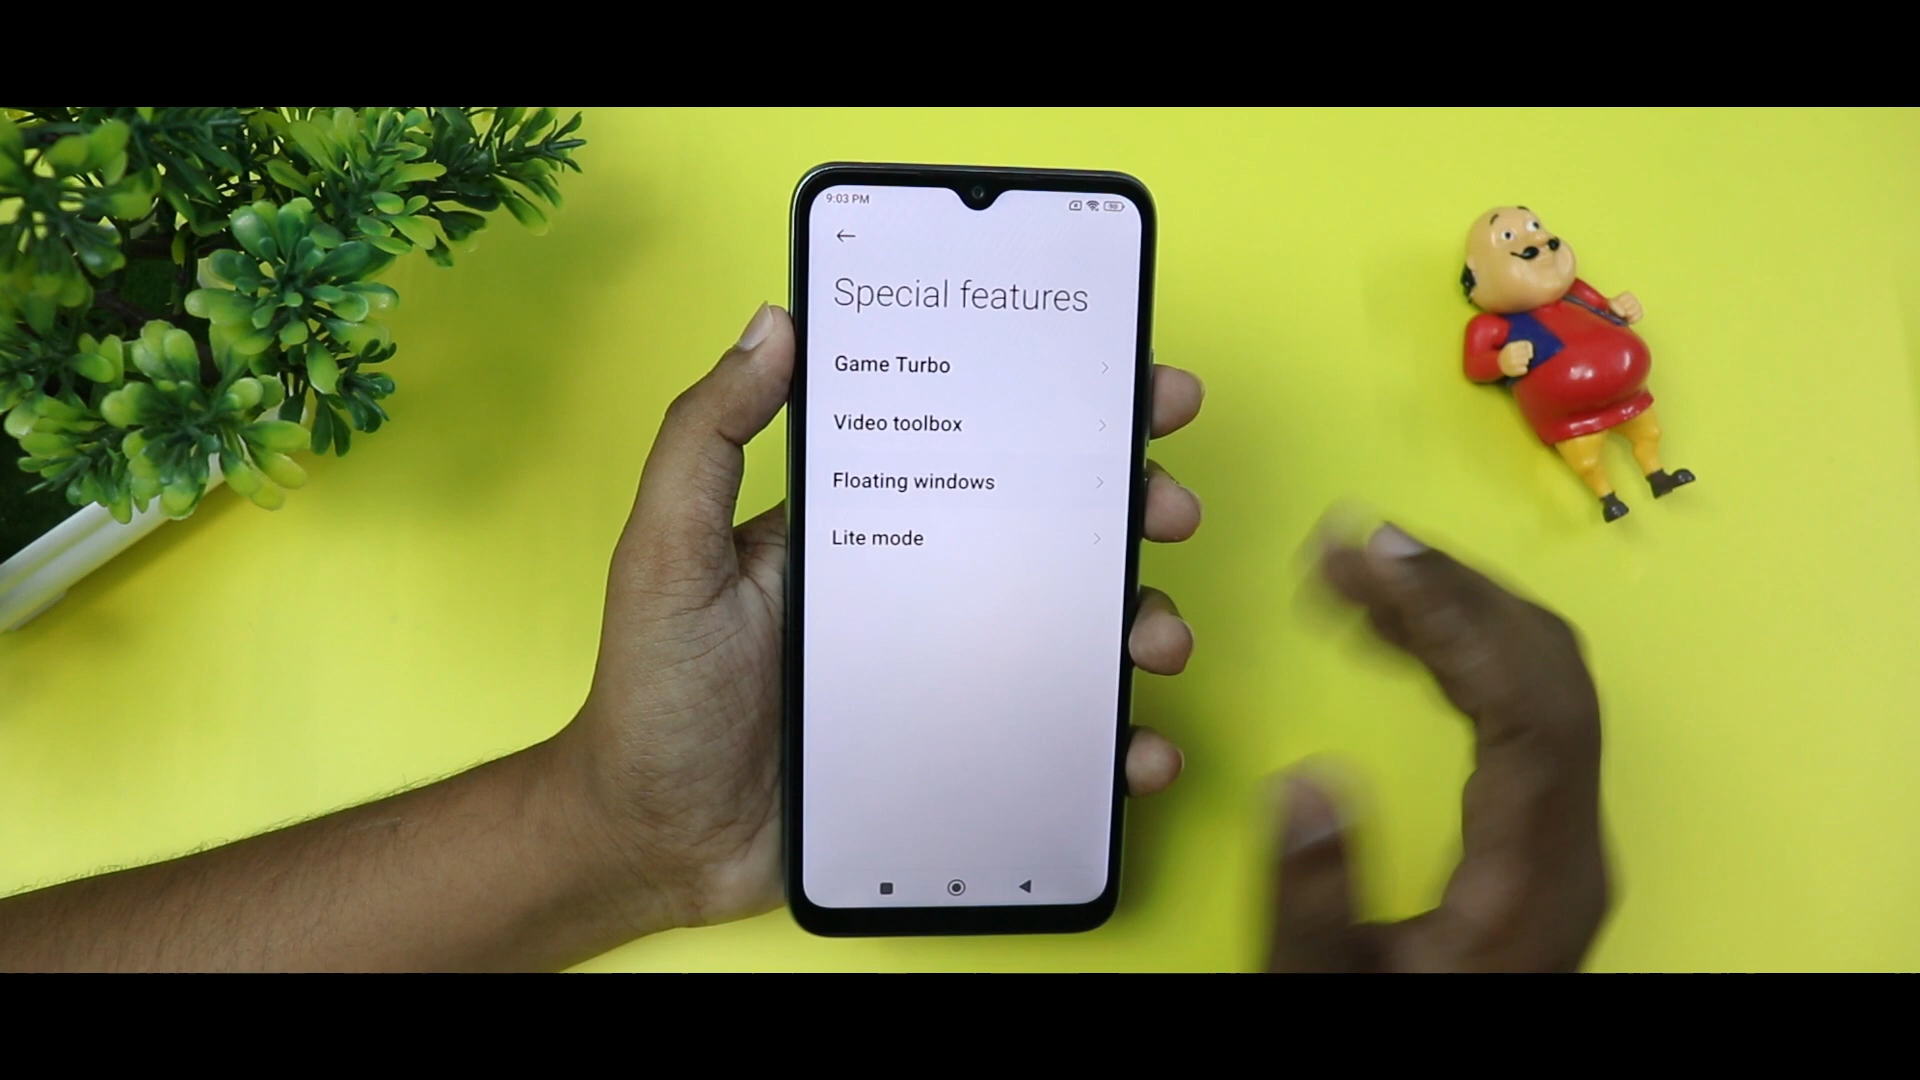 9:03 PM
Special features
Game Turbo
Video toolbox
Floating windows
Lite mode